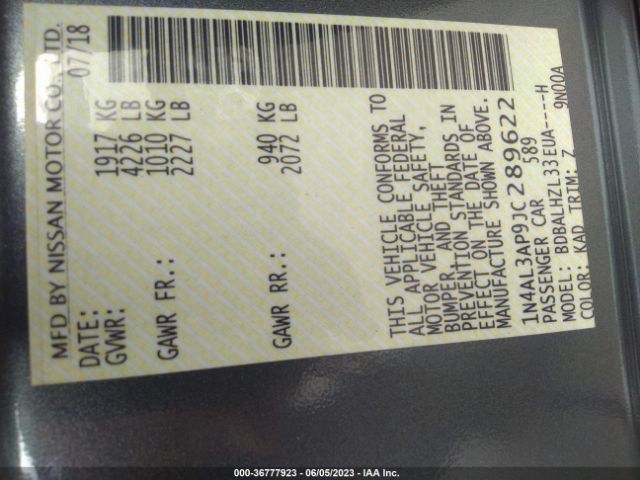 MFD BY NISSAN MOTOR CO., LTD.
DATE: 07/18
GVWR: 1917 KG
4226 LB
GAWR FR.: 1010 KG
2227 LB
GAWR RR.: 940 KG
2072 LB
THIS VEHICLE CONFORMS TO
ALL APPLICABLE FEDERAL
MOTOR VEHICLE SAFETY,
BUMPER, AND THEFT
PREVENTION STANDARDS IN
EFFECT ON THE DATE OF
MANUFACTURE SHOWN ABOVE.
1N4AL3AP9JC289622
PASSENGER CAR 589
MODEL: BDBALHZL33EUA----H
COLOR: KAD TRIM: Z 9N00A
000-36777923 - 06/05/2023 - IAA Inc.